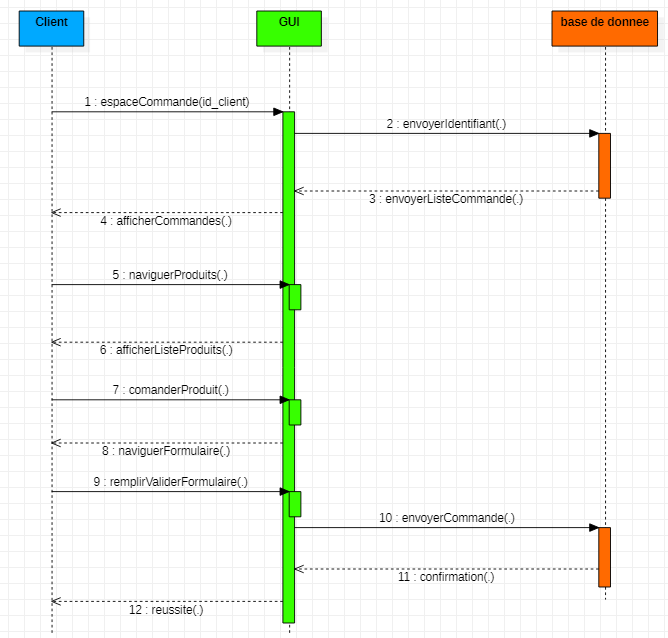 Client
GUI
base de donnee
1 : espaceCommande(id_client)
2 : envoyerIdentifiant(.)
3 : envoyerListeCommande(.)
4 : afficherCommandes(.)
5 : naviguerProduits(.)
6 : afficherListeProduits(.)
7 : comanderProduit(.)
8 : naviguerFormulaire(.)
9 : remplirValiderFormulaire(.)
10 : envoyerCommande(.)
11 : confirmation(.)
12 : reussite(.)